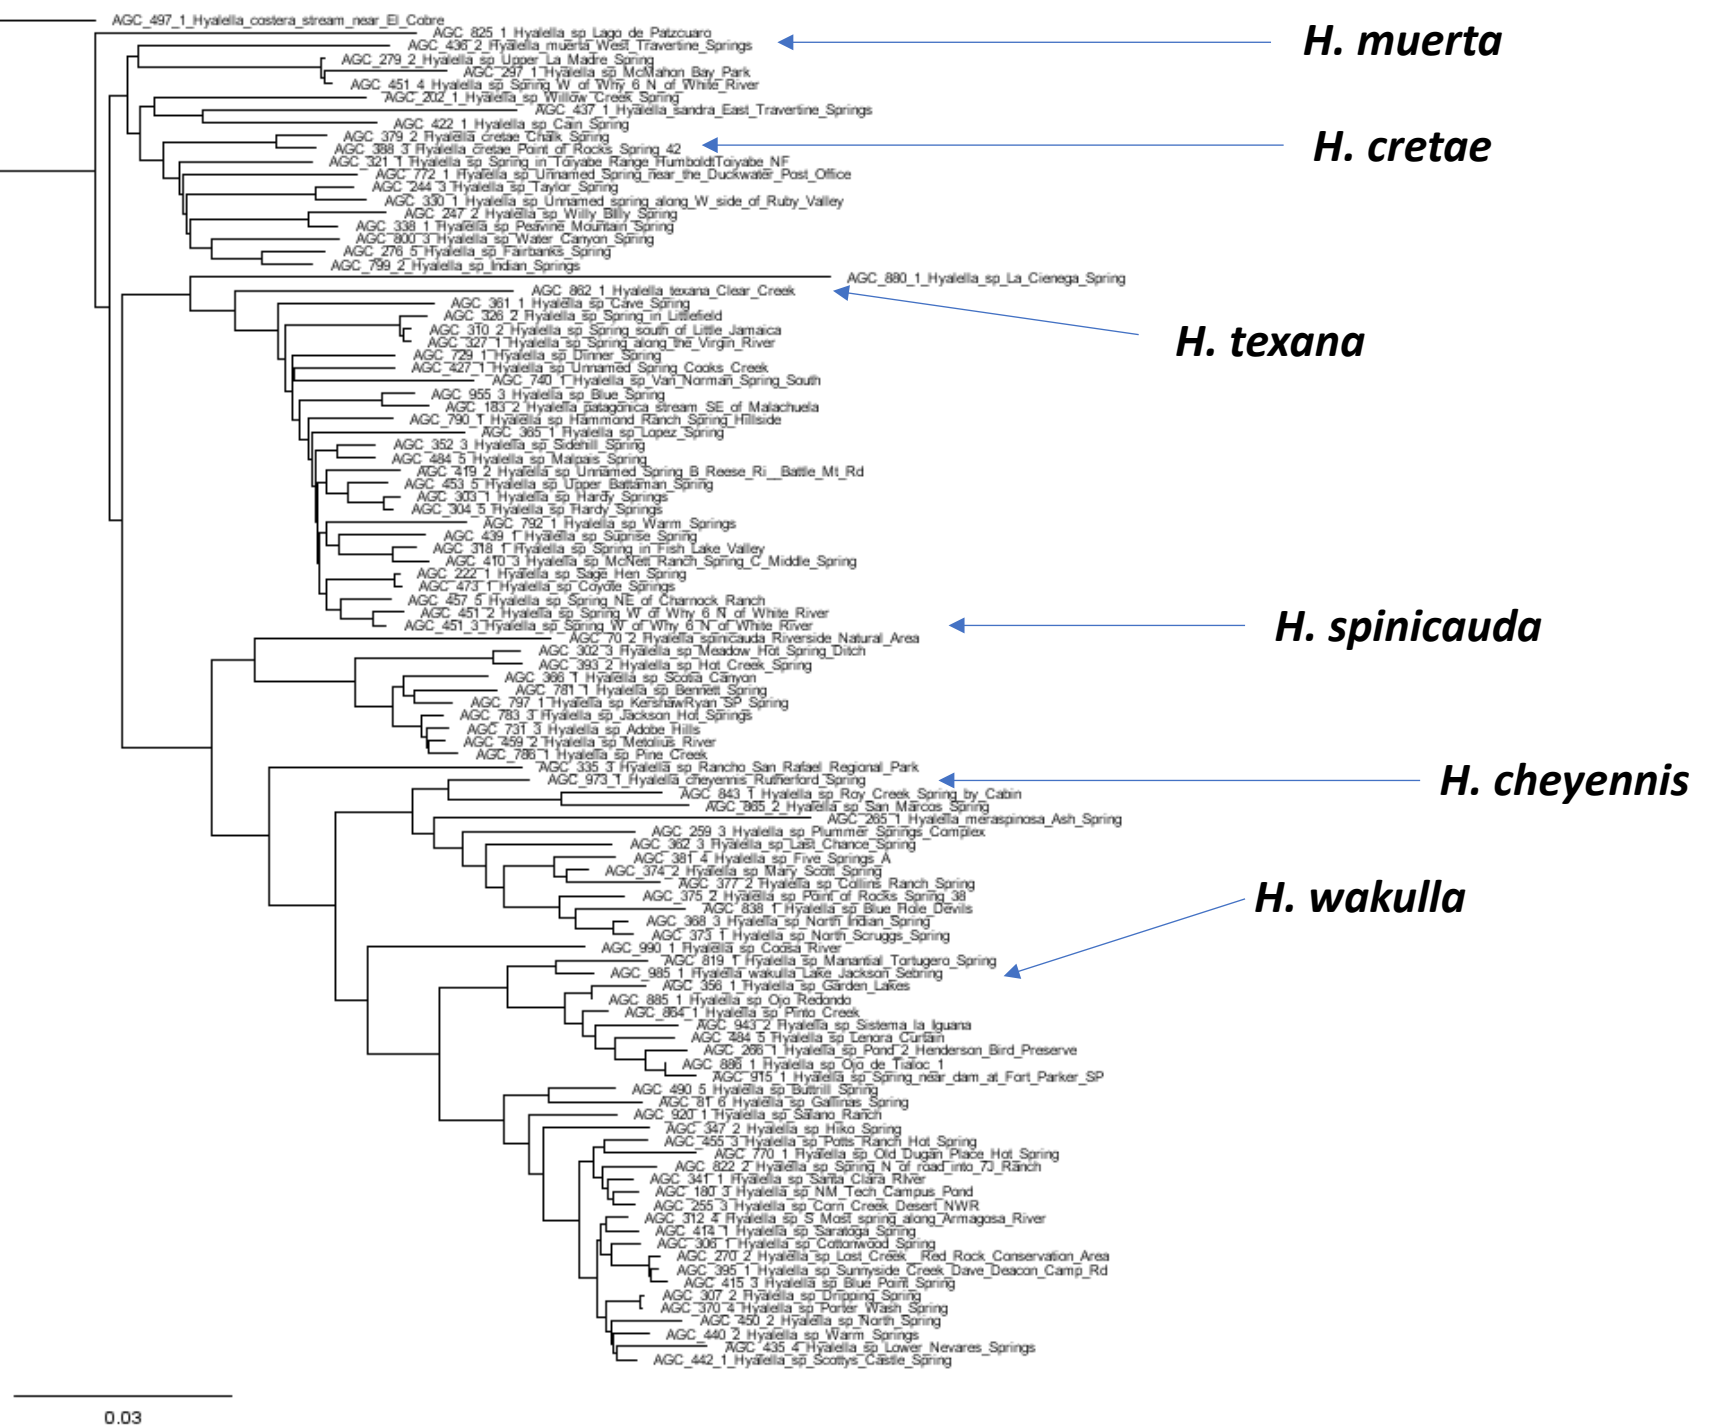 AGC_497_1_Hyalella_costera_stream_near_El_Cobre
AGC_825_1_Hyalella_sp_Lago_de_Patzcuaro
AGC_436_2_Hyalella_muerta_West_Travertine_Springs
H. muerta
AGC_279_2_Hyalella_sp_Upper_La_Madre_Spring
AGC_297_1_Hyalella_sp_McMahon_Bay_Park
AGC_451_4_Hyalella_sp_Spring_W_of_Why_6_N_of_White_River
AGC_202_1_Hyalella_sp_Willow_Creek_Spring
AGC_437_1_Hyalella_sandra_East_Travertine_Springs
AGC_422_1_Hyalella_sp_Cain_Spring
AGC_379_2_Hyalella_cretae_Chalk_Spring
AGC_388_3_Hyalella_cretae_Point_of_Rocks_Spring_42
H. cretae
AGC_321_1_Hyalella_sp_Spring_in_Toiyabe_Range_HumboldtToiyabe_NF
AGC_772_1_Hyalella_sp_Unnamed_Spring_near_the_Duckwater_Post_Office
AGC_244_3_Hyalella_sp_Taylor_Spring
AGC_330_1_Hyalella_sp_Unnamed_spring_along_W_side_of_Ruby_Valley
AGC_247_2_Hyalella_sp_Willy_Billy_Spring
AGC_338_1_Hyalella_sp_Peavine_Mountain_Spring
AGC_800_3_Hyalella_sp_Water_Canyon_Spring
AGC_276_5_Hyalella_sp_Fairbanks_Spring
AGC_799_2_Hyalella_sp_Indian_Springs
AGC_880_1_Hyalella_sp_La_Cienega_Spring
AGC_862_1_Hyalella_texana_Clear_Creek
H. texana
AGC_361_1_Hyalella_sp_Cave_Spring
AGC_326_2_Hyalella_sp_Spring_in_Littlefield
AGC_310_2_Hyalella_sp_Spring_south_of_Little_Jamaica
AGC_327_1_Hyalella_sp_Spring_along_the_Virgin_River
AGC_729_1_Hyalella_sp_Dinner_Spring
AGC_427_1_Hyalella_sp_Unnamed_Spring_Cooks_Creek
AGC_740_1_Hyalella_sp_Van_Norman_Spring_South
AGC_955_3_Hyalella_sp_Blue_Spring
AGC_183_2_Hyalella_patagonica_stream_SE_of_Malachuela
AGC_790_1_Hyalella_sp_Hammond_Ranch_Spring_Hillside
AGC_365_1_Hyalella_sp_Lopez_Spring
AGC_352_3_Hyalella_sp_Sidehill_Spring
AGC_484_5_Hyalella_sp_Malpais_Spring
AGC_419_2_Hyalella_sp_Unnamed_Spring_B_Reese_Ri__Battle_Mt_Rd
AGC_453_5_Hyalella_sp_Upper_Battaman_Spring
AGC_303_1_Hyalella_sp_Hardy_Springs
AGC_304_5_Hyalella_sp_Hardy_Springs
AGC_792_1_Hyalella_sp_Warm_Springs
AGC_439_1_Hyalella_sp_Suprise_Spring
AGC_318_1_Hyalella_sp_Spring_in_Fish_Lake_Valley
AGC_410_3_Hyalella_sp_McNett_Ranch_Spring_C_Middle_Spring
AGC_222_1_Hyalella_sp_Sage_Hen_Spring
AGC_473_1_Hyalella_sp_Coyote_Springs
AGC_457_5_Hyalella_sp_Spring_NE_of_Charnock_Ranch
AGC_451_2_Hyalella_sp_Spring_W_of_Why_6_N_of_White_River
AGC_451_3_Hyalella_sp_Spring_W_of_Why_6_N_of_White_River
H. spinicauda
AGC_70_2_Hyalella_spinicauda_Riverside_Natural_Area
AGC_302_3_Hyalella_sp_Meadow_Hot_Spring_Ditch
AGC_393_2_Hyalella_sp_Hot_Creek_Spring
AGC_366_1_Hyalella_sp_Scotia_Canyon
AGC_781_1_Hyalella_sp_Bennett_Spring
AGC_797_1_Hyalella_sp_KershawRyan_SP_Spring
AGC_783_3_Hyalella_sp_Jackson_Hot_Springs
AGC_731_3_Hyalella_sp_Adobe_Hills
AGC_459_2_Hyalella_sp_Metolius_River
AGC_786_1_Hyalella_sp_Pine_Creek
AGC_335_3_Hyalella_sp_Rancho_San_Rafael_Regional_Park
AGC_973_1_Hyalella_cheyennis_Rutherford_Spring
H. cheyennis
AGC_843_1_Hyalella_sp_Roy_Creek_Spring_by_Cabin
AGC_865_2_Hyalella_sp_San_Marcos_Spring
AGC_265_1_Hyalella_meraspinosa_Ash_Spring
AGC_259_3_Hyalella_sp_Plummer_Springs_Complex
AGC_362_3_Hyalella_sp_Last_Chance_Spring
AGC_381_4_Hyalella_sp_Five_Springs_A
AGC_374_2_Hyalella_sp_Mary_Scott_Spring
AGC_377_2_Hyalella_sp_Collins_Ranch_Spring
AGC_375_2_Hyalella_sp_Point_of_Rocks_Spring_38
H. wakulla
AGC_838_1_Hyalella_sp_Blue_Hole_Devils
AGC_368_3_Hyalella_sp_North_Indian_Spring
AGC_373_1_Hyalella_sp_North_Scruggs_Spring
AGC_990_1_Hyalella_sp_Coosa_River
AGC_819_1_Hyalella_sp_Manantial_Tortugero_Spring
AGC_985_1_Hyalella_wakulla_Lake_Jackson_Sebring
AGC_356_1_Hyalella_sp_Garden_Lakes
AGC_885_1_Hyalella_sp_Ojo_Redondo
AGC_864_1_Hyalella_sp_Pinto_Creek
AGC_943_2_Hyalella_sp_Sistema_la_Iguana
AGC_484_5_Hyalella_sp_Lenora_Curtain
AGC_266_1_Hyalella_sp_Pond_2_Henderson_Bird_Preserve
AGC_886_1_Hyalella_sp_Ojo_de_Tlaloc_1
AGC_915_1_Hyalella_sp_Spring_near_dam_at_Fort_Parker_SP
AGC_490_5_Hyalella_sp_Buttrill_Spring
AGC_81_6_Hyalella_sp_Gallinas_Spring
AGC_920_1_Hyalella_sp_Salano_Ranch
AGC_347_2_Hyalella_sp_Hiko_Spring
AGC_455_3_Hyalella_sp_Potts_Ranch_Hot_Spring
AGC_770_1_Hyalella_sp_Old_Dugan_Place_Hot_Spring
AGC_822_2_Hyalella_sp_Spring_N_of_road_into_7J_Ranch
AGC_341_1_Hyalella_sp_Santa_Clara_River
AGC_180_3_Hyalella_sp_NM_Tech_Campus_Pond
AGC_255_3_Hyalella_sp_Corn_Creek_Desert_NWR
AGC_312_4_Hyalella_sp_S_Most_spring_along_Armagosa_River
AGC_414_1_Hyalella_sp_Saratoga_Spring
AGC_306_1_Hyalella_sp_Cottonwood_Spring
AGC_270_2_Hyalella_sp_Lost_Creek__Red_Rock_Conservation_Area
AGC_395_1_Hyalella_sp_Sunnyside_Creek_Dave_Deacon_Camp_Rd
AGC_415_3_Hyalella_sp_Blue_Point_Spring
AGC_307_2_Hyalella_sp_Dripping_Spring
AGC_370_4_Hyalella_sp_Porter_Wash_Spring
AGC_450_2_Hyalella_sp_North_Spring
AGC_440_2_Hyalella_sp_Warm_Springs
AGC_435_4_Hyalella_sp_Lower_Nevares_Springs
AGC_442_1_Hyalella_sp_Scottys_Castle_Spring
0.03